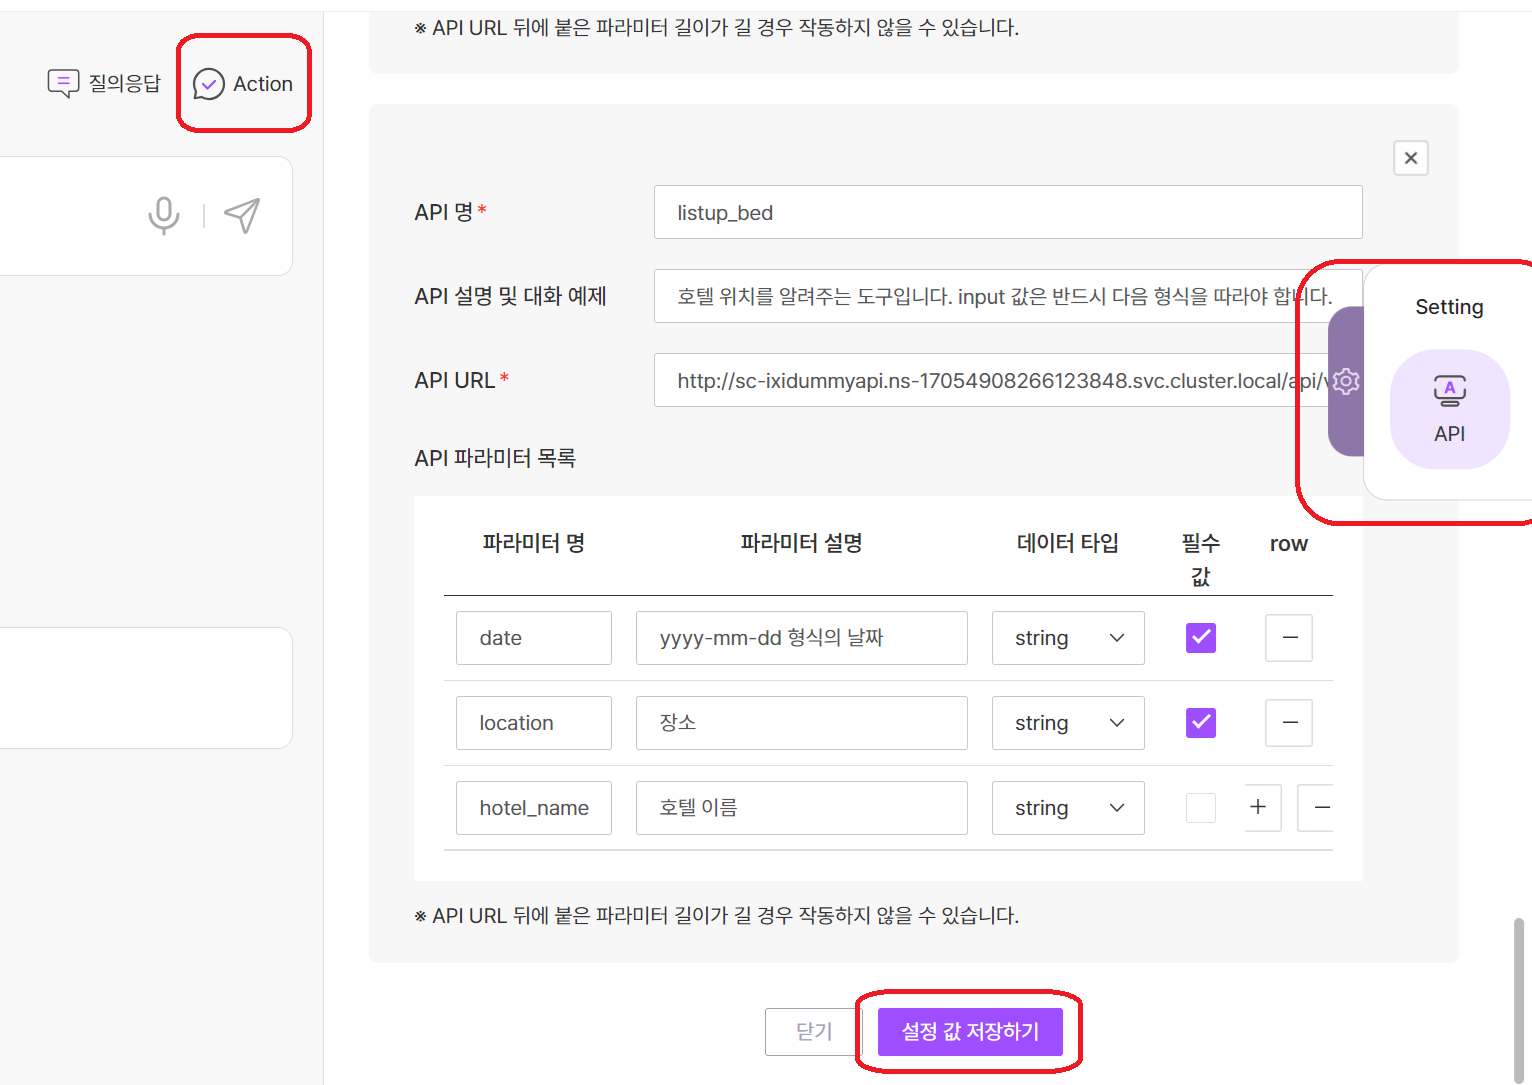 ※ API URL 뒤에 붙은 파라미터 길이가 길 경우 작동하지 않을 수 있습니다.
질의응답
Action
API 명*
listup_bed
API 설명 및 대화 예제
호텔 위치를 알려주는 도구입니다. input 값은 반드시 다음 형식을 따라야 합니다.
API URL*
http://sc-ixidummyapi.ns-17054908266123848.svc.cluster.local/api/v
Setting
A
API
API 파라미터 목록
파라미터 명 파라미터 설명 데이터 타입 필수 값 row
date yyyy-mm-dd 형식의 날짜 string
location 장소 string
hotel_name 호텔 이름 string
※ API URL 뒤에 붙은 파라미터 길이가 길 경우 작동하지 않을 수 있습니다.
닫기
설정 값 저장하기